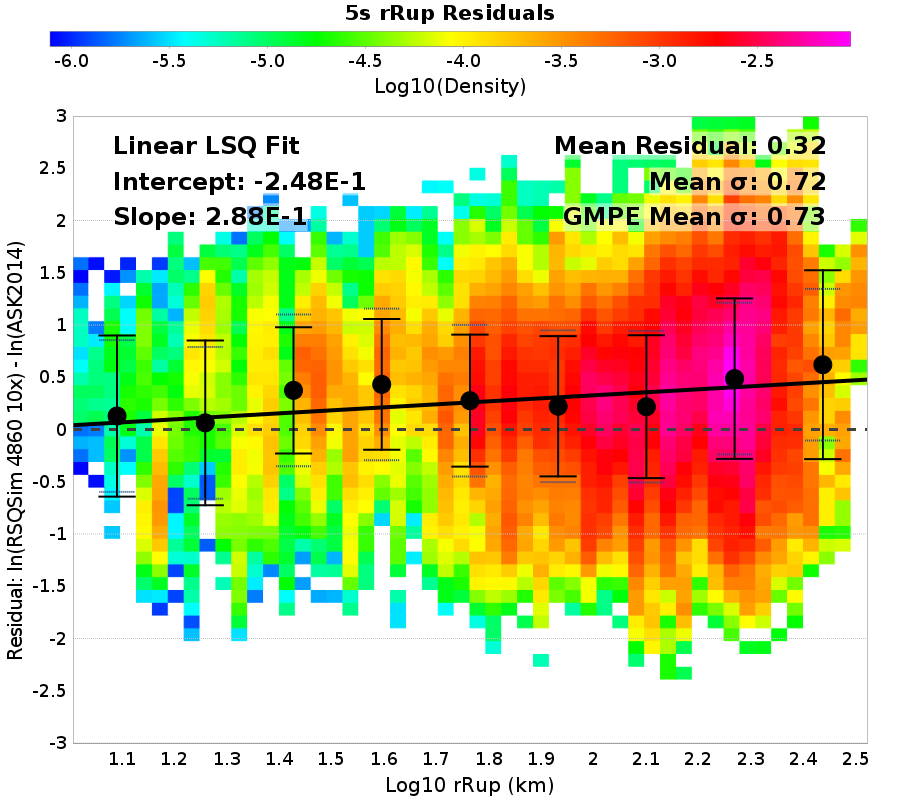 5s rRup Residuals
-6.0 -5.5 -5.0 -4.5 -4.0 -3.5 -3.0 -2.5
Log10(Density)
Linear LSQ Fit
Intercept: -2.48E-1
Slope: 2.88E-1
Mean Residual: 0.32
Mean σ: 0.72
GMPE Mean σ: 0.73
Residual: ln(RSQSim 4860 10x) - ln(ASK2014)
3
2.5
2
1.5
1
0.5
0
-0.5
-1
-1.5
-2
-2.5
-3
1.1 1.2 1.3 1.4 1.5 1.6 1.7 1.8 1.9 2 2.1 2.2 2.3 2.4 2.5
Log10 rRup (km)